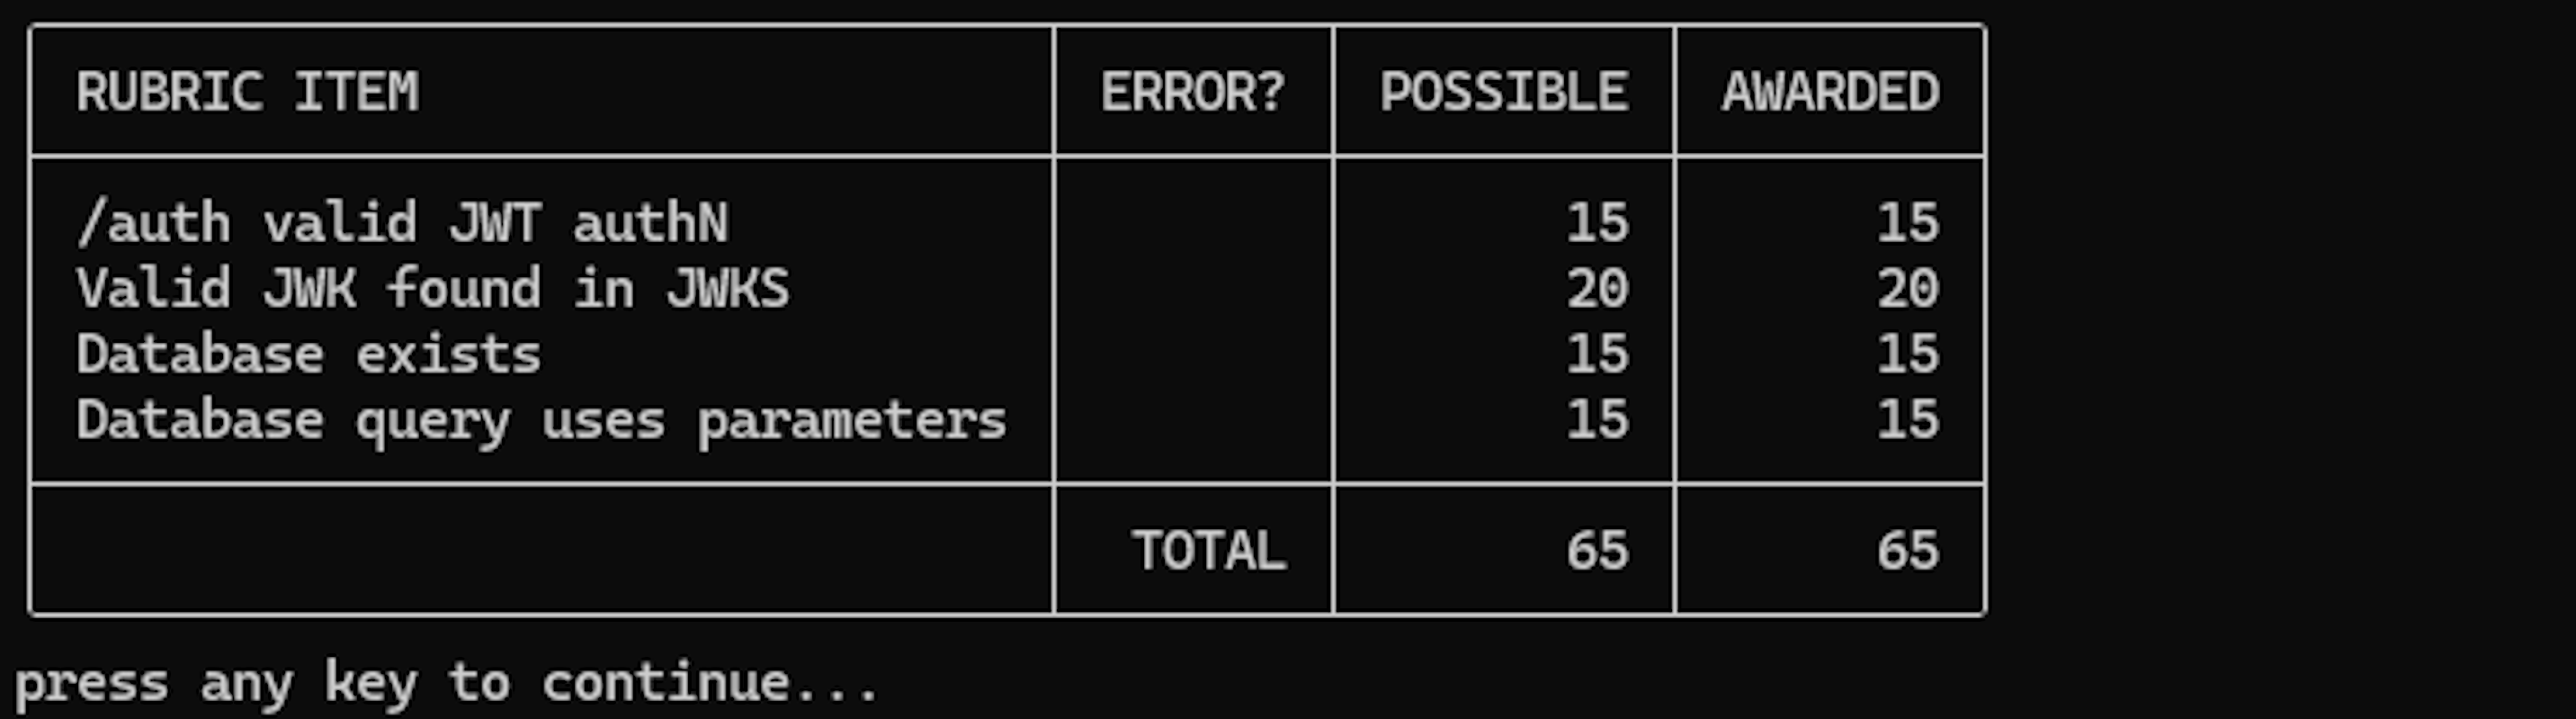 RUBRIC ITEM ERROR? POSSIBLE AWARDED
/auth valid JWT authN 15 15
Valid JWK found in JWKS 20 20
Database exists 15 15
Database query uses parameters 15 15
TOTAL 65 65
press any key to continue...